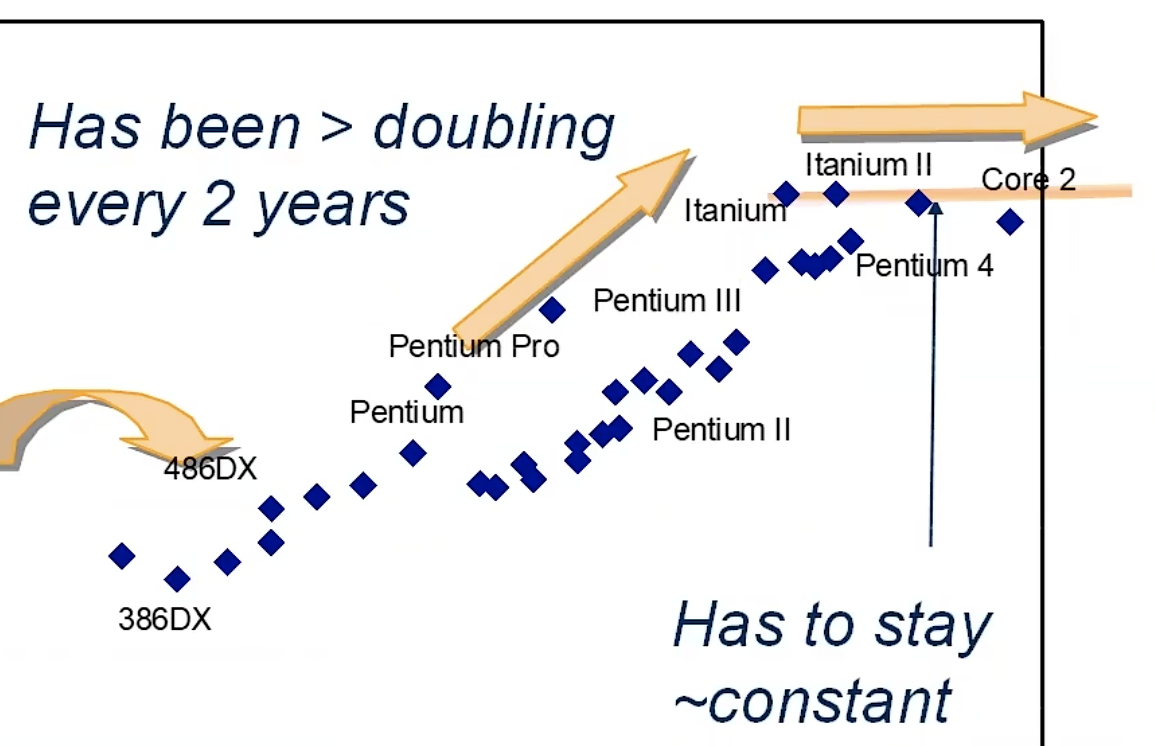 Has been > doubling
every 2 years
Itanium II
Core 2
Itanium
Pentium 4
Pentium III
Pentium Pro
Pentium
Pentium II
486DX
386DX
Has to stay
~constant